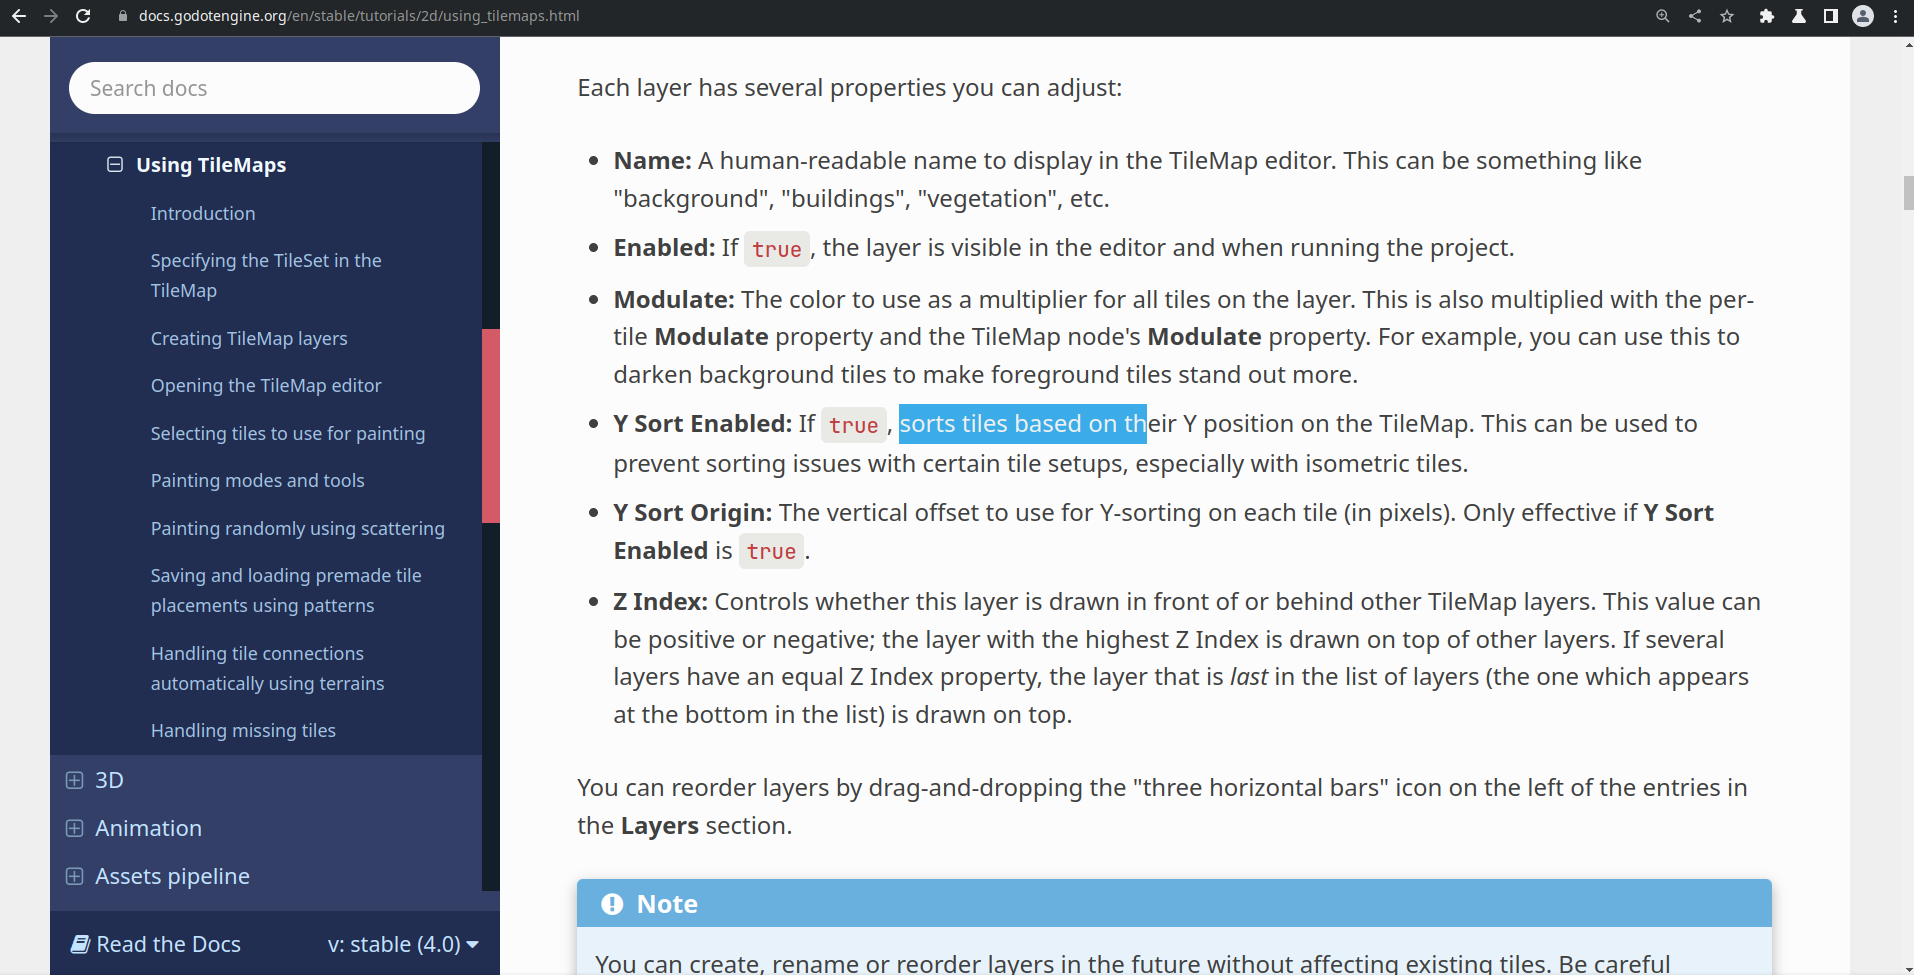 docs.godotengine.org/en/stable/tutorials/2d/using_tilemaps.html
Search docs
Using TileMaps
Introduction
Specifying the TileSet in the
TileMap
Creating TileMap layers
Opening the TileMap editor
Selecting tiles to use for painting
Painting modes and tools
Painting randomly using scattering
Saving and loading premade tile
placements using patterns
Handling tile connections
automatically using terrains
Handling missing tiles
3D
Animation
Assets pipeline
Read the Docs v: stable (4.0)
Each layer has several properties you can adjust:
Name: A human-readable name to display in the TileMap editor. This can be something like
"background", "buildings", "vegetation", etc.
Enabled: If true, the layer is visible in the editor and when running the project.
Modulate: The color to use as a multiplier for all tiles on the layer. This is also multiplied with the per-
tile Modulate property and the TileMap node's Modulate property. For example, you can use this to
darken background tiles to make foreground tiles stand out more.
Y Sort Enabled: If true, sorts tiles based on their Y position on the TileMap. This can be used to
prevent sorting issues with certain tile setups, especially with isometric tiles.
Y Sort Origin: The vertical offset to use for Y-sorting on each tile (in pixels). Only effective if Y Sort
Enabled is true.
Z Index: Controls whether this layer is drawn in front of or behind other TileMap layers. This value can
be positive or negative; the layer with the highest Z Index is drawn on top of other layers. If several
layers have an equal Z Index property, the layer that is last in the list of layers (the one which appears
at the bottom in the list) is drawn on top.
You can reorder layers by drag-and-dropping the "three horizontal bars" icon on the left of the entries in
the Layers section.
Note
You can create, rename or reorder layers in the future without affecting existing tiles. Be careful